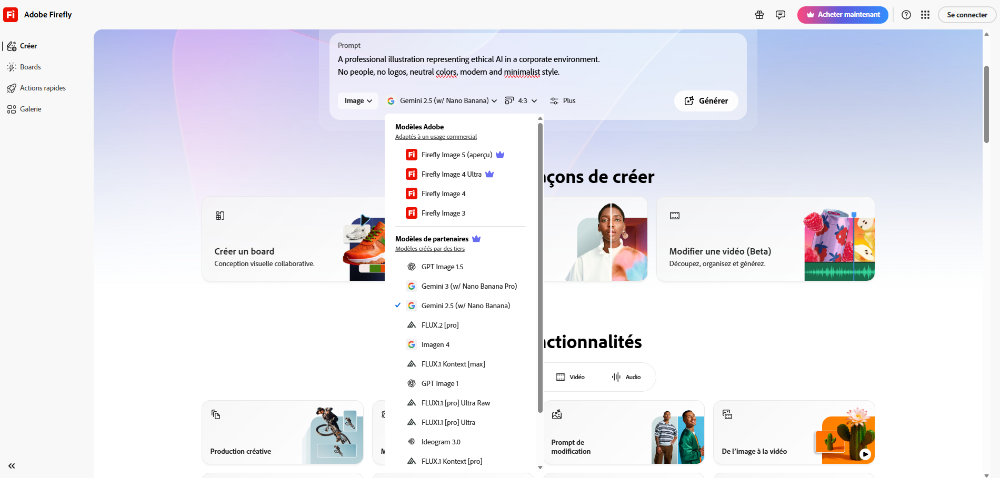 Adobe Firefly
Acheter maintenant
Se connecter
Créer
Boards
Actions rapides
Galerie
Prompt
A professional illustration representing ethical AI in a corporate environment.
No people, no logos, neutral colors, modern and minimalist style.
Image
Gemini 2.5 (w/ Nano Banana)
4:3
Plus
Générer
Modèles Adobe
Adaptés à un usage commercial
Firefly Image 5 (aperçu)
Firefly Image 4 Ultra
Firefly Image 4
Firefly Image 3
Modèles de partenaires
Modèles créés par des tiers
GPT Image 1.5
Gemini 3 (w/ Nano Banana Pro)
Gemini 2.5 (w/ Nano Banana)
FLUX.2 [pro]
Imagen 4
FLUX.1 Kontext [max]
GPT Image 1
FLUX1.1 [pro] Ultra Raw
FLUX1.1 [pro] Ultra
Ideogram 3.0
FLUX.1 Kontext [pro]
çons de créer
Créer un board
Conception visuelle collaborative.
Modifier une vidéo (Beta)
Découpez, organisez et générez.
ctionnalités
Vidéo
Audio
Production créative
Prompt de
modification
De l'image à la vidéo